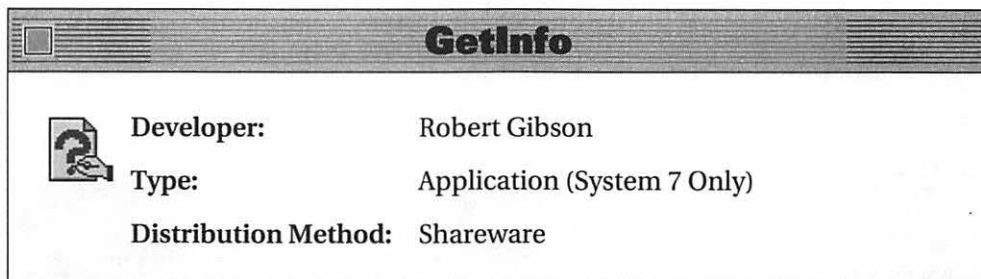 GetInfo
Developer: Robert Gibson
Type: Application (System 7 Only)
Distribution Method: Shareware